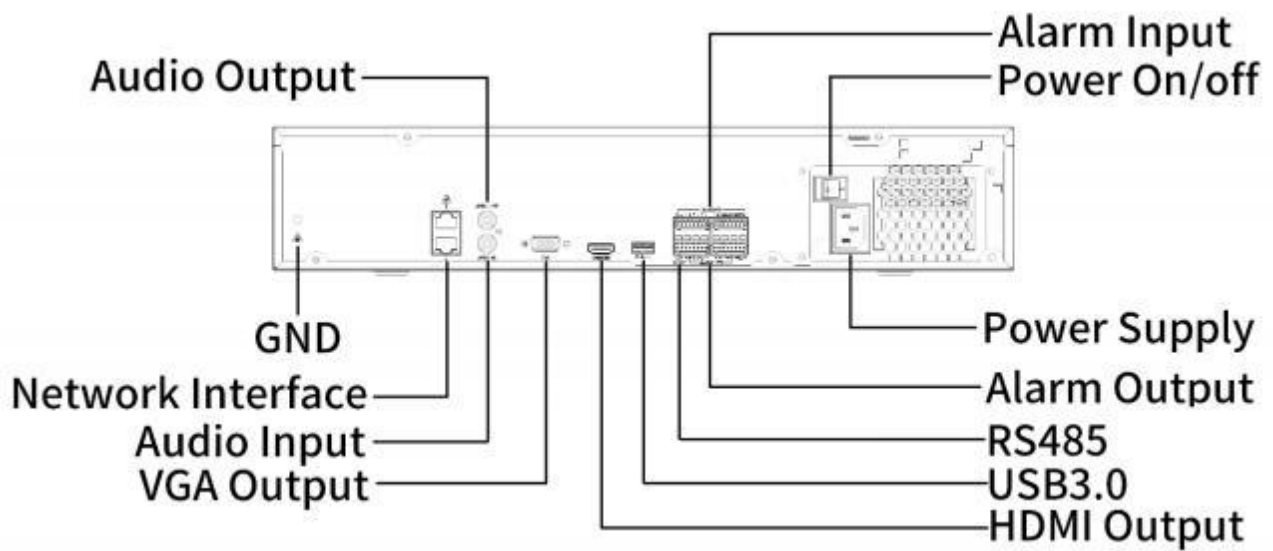 Alarm Input
Audio Output
Power On/off
GND
Power Supply
Network Interface
Alarm Output
Audio Input
RS485
VGA Output
USB3.0
HDMI Output